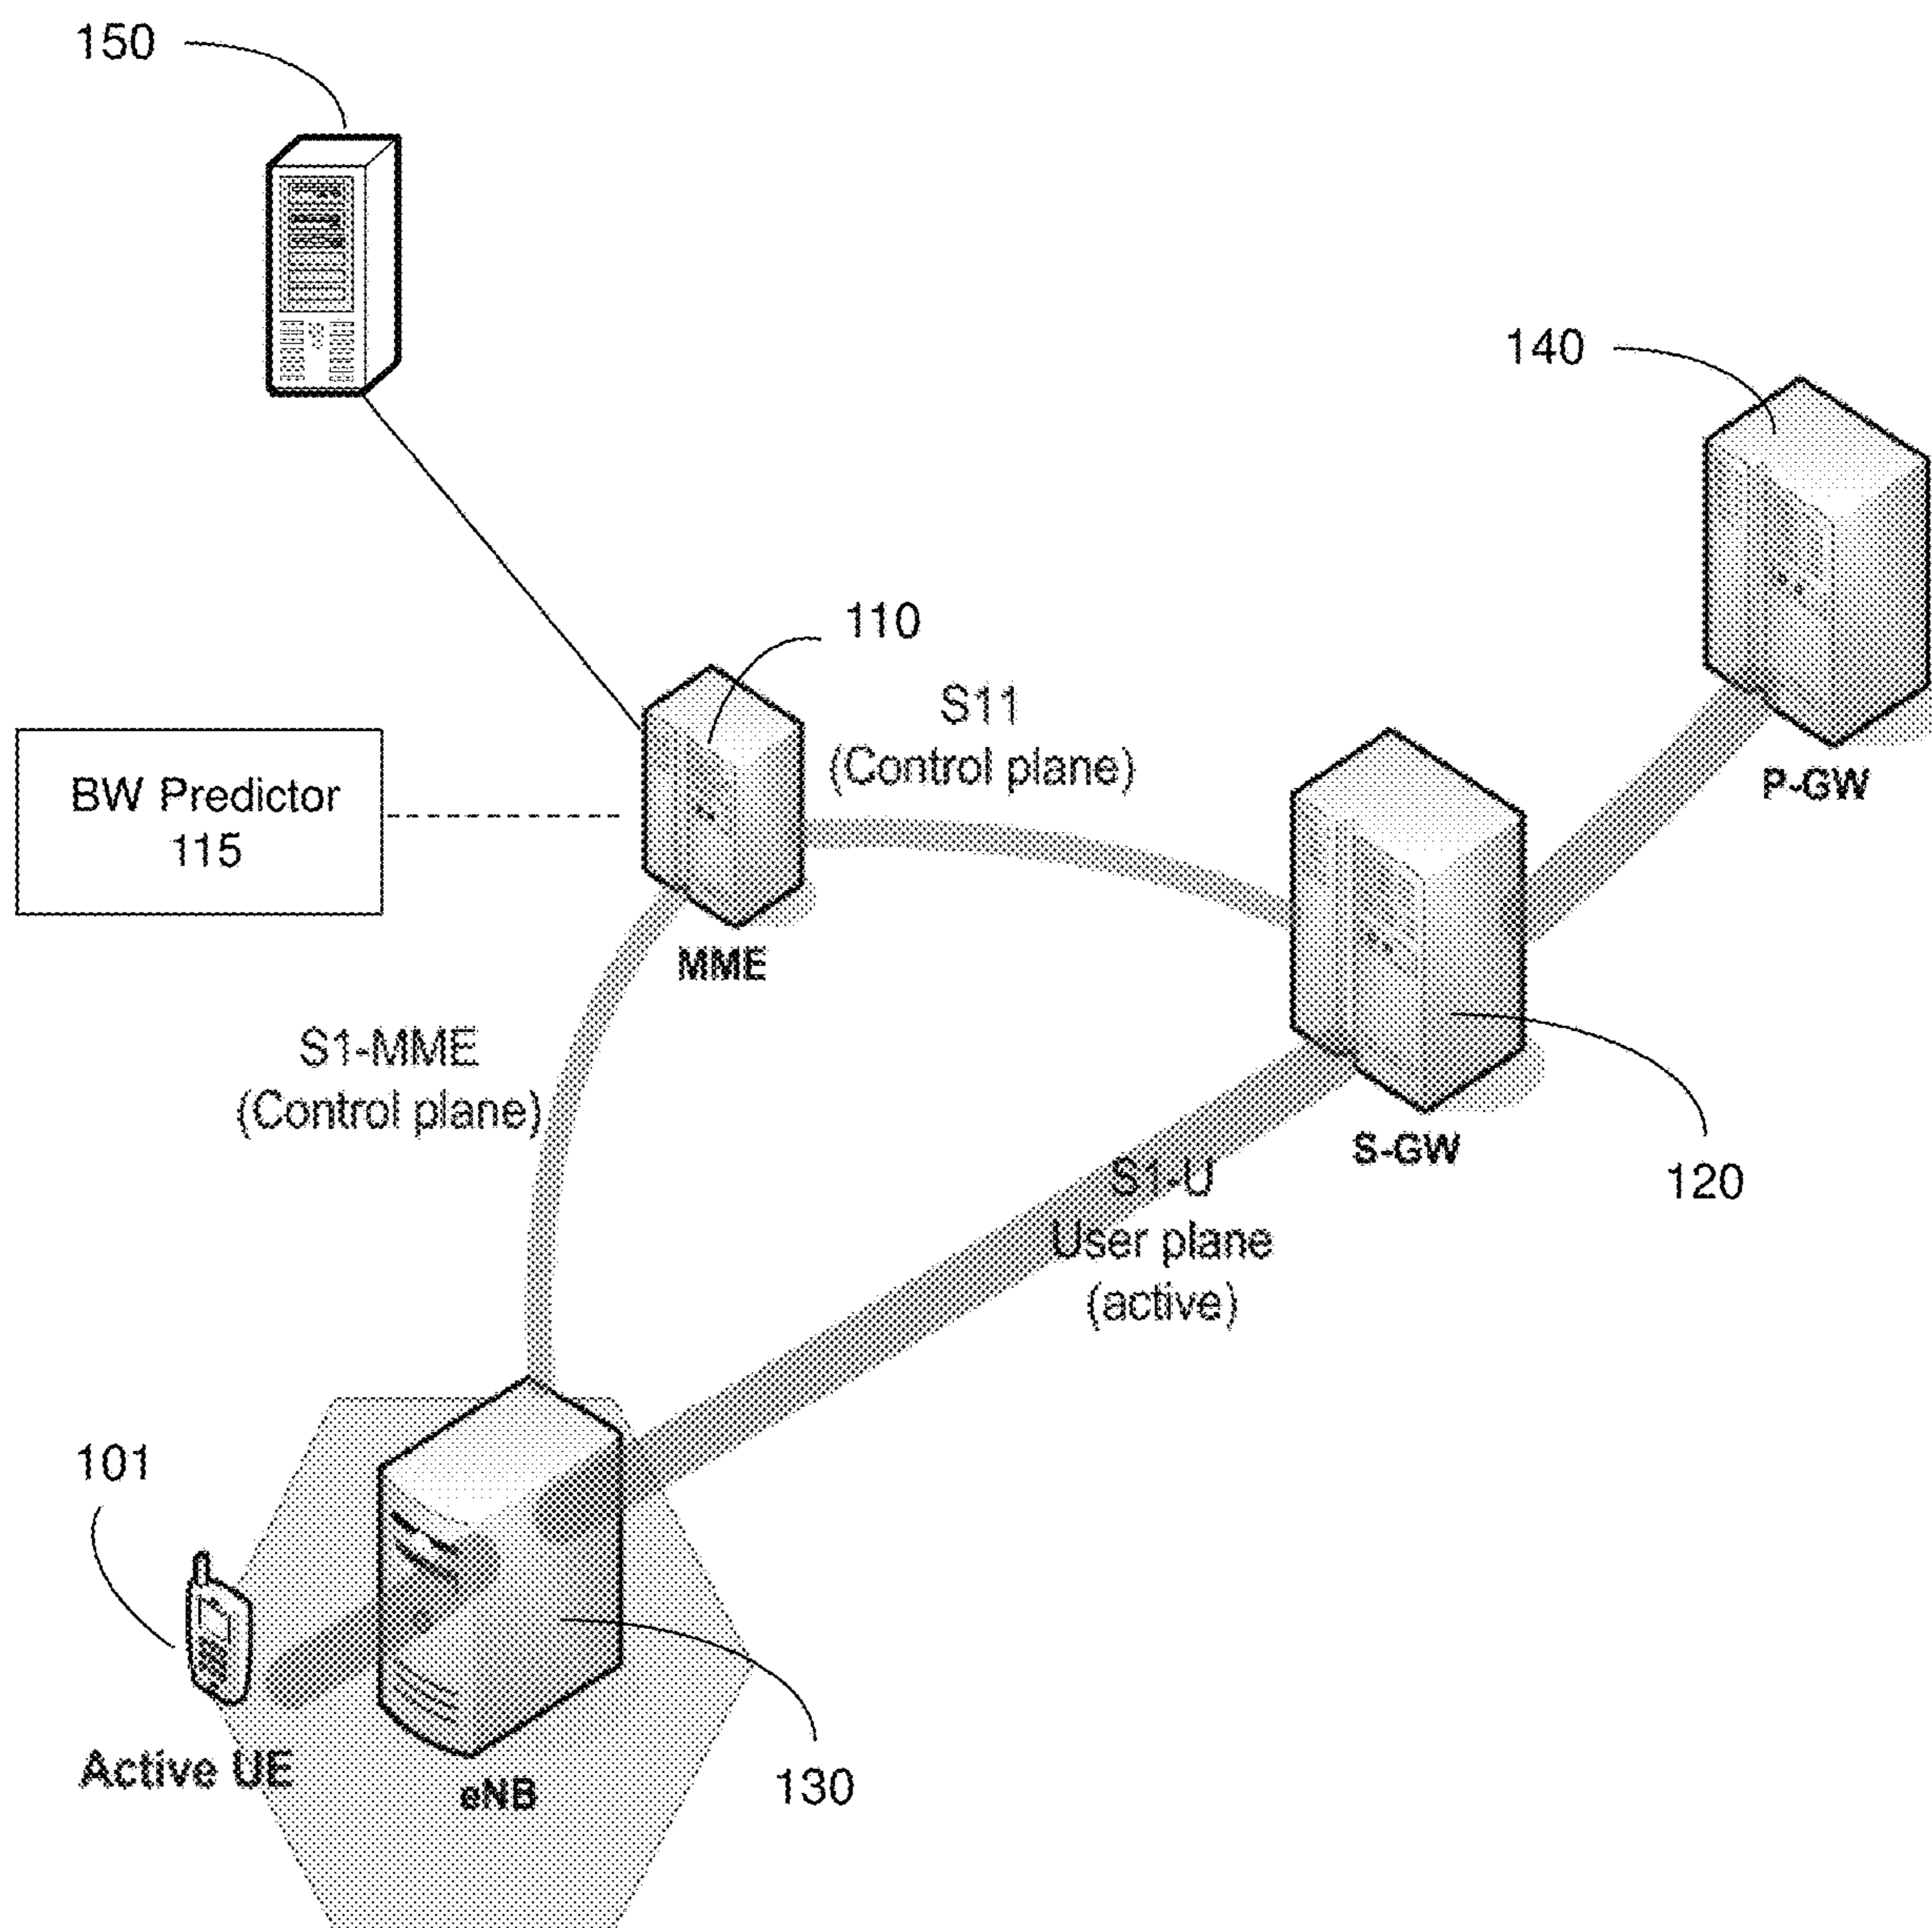 150
140
110
S11
(Control plane)
BW Predictor
115
P-GW
MME
S1-MME
(Control plane)
S-GW
120
S1-U
User plane
(active)
101
Active UE
eNB
130